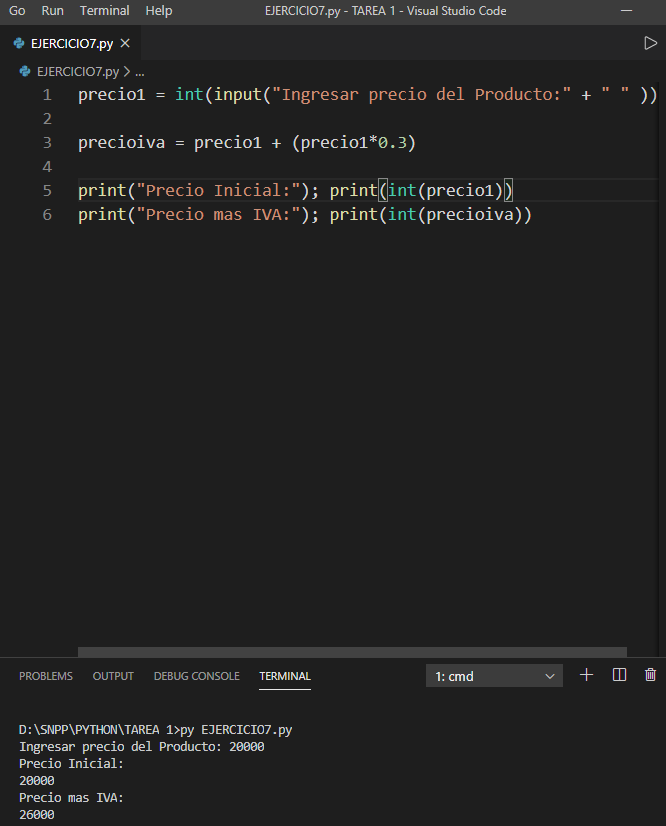 Go Run Terminal Help EJERCICIO7.py - TAREA 1 - Visual Studio Code
EJERCICIO7.py
EJERCICIO7.py > ...
1 precio1 = int(input("Ingresar precio del Producto:" + " " ))
2
3 precioiva = precio1 + (precio1*0.3)
4
5 print("Precio Inicial:"); print(int(precio1))
6 print("Precio mas IVA:"); print(int(precioiva))
PROBLEMS OUTPUT DEBUG CONSOLE TERMINAL 1: cmd
D:\SNPP\PYTHON\TAREA 1>py EJERCICIO7.py
Ingresar precio del Producto: 20000
Precio Inicial:
20000
Precio mas IVA:
26000